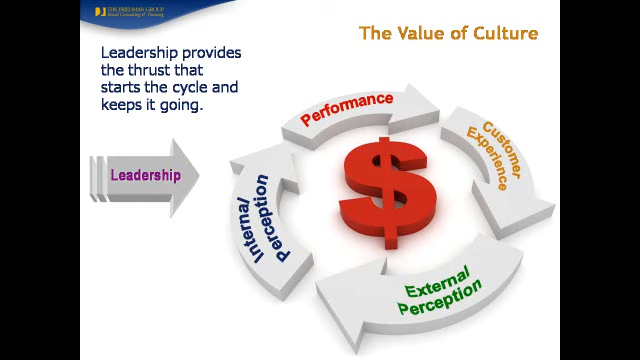 THE FRIEDMAN GROUP
Retail Consulting & Training
The Value of Culture
Leadership provides
the thrust that
starts the cycle and
keeps it going.
Leadership
Performance
Customer
Experience
External
Perception
Internal
Perception
$